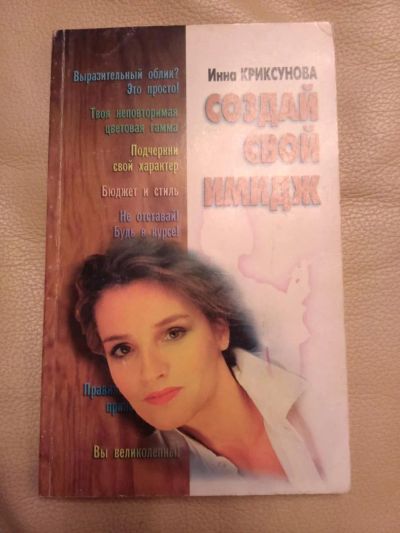 Выразительный облик?
Это просто!
Твоя неповторимая
цветовая гамма
Подчеркни
свой характер
Бюджет и стиль
Не отставай!
Будь в курсе!
Вы великолепны!
Инна КРИКСУНОВА
СОЗДАЙ
СВОЙ
ИМИДЖ